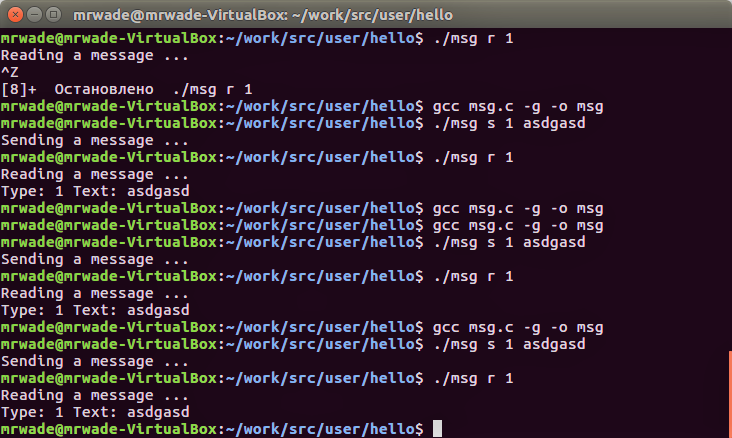 mrwade@mrwade-VirtualBox: ~/work/src/user/hello
mrwade@mrwade-VirtualBox:~/work/src/user/hello$ ./msg r 1
Reading a message ...
^Z
[8]+  Остановлено  ./msg r 1
mrwade@mrwade-VirtualBox:~/work/src/user/hello$ gcc msg.c -g -o msg
mrwade@mrwade-VirtualBox:~/work/src/user/hello$ ./msg s 1 asdgasd
Sending a message ...
mrwade@mrwade-VirtualBox:~/work/src/user/hello$ ./msg r 1
Reading a message ...
Type: 1 Text: asdgasd
mrwade@mrwade-VirtualBox:~/work/src/user/hello$ gcc msg.c -g -o msg
mrwade@mrwade-VirtualBox:~/work/src/user/hello$ gcc msg.c -g -o msg
mrwade@mrwade-VirtualBox:~/work/src/user/hello$ ./msg s 1 asdgasd
Sending a message ...
mrwade@mrwade-VirtualBox:~/work/src/user/hello$ ./msg r 1
Reading a message ...
Type: 1 Text: asdgasd
mrwade@mrwade-VirtualBox:~/work/src/user/hello$ gcc msg.c -g -o msg
mrwade@mrwade-VirtualBox:~/work/src/user/hello$ ./msg s 1 asdgasd
Sending a message ...
mrwade@mrwade-VirtualBox:~/work/src/user/hello$ ./msg r 1
Reading a message ...
Type: 1 Text: asdgasd
mrwade@mrwade-VirtualBox:~/work/src/user/hello$